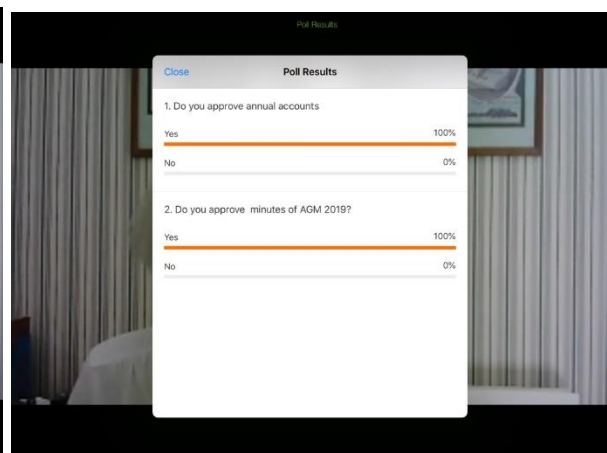 Poll Results
Close Poll Results
1. Do you approve annual accounts
Yes 100%
No 0%
2. Do you approve minutes of AGM 2019?
Yes 100%
No 0%